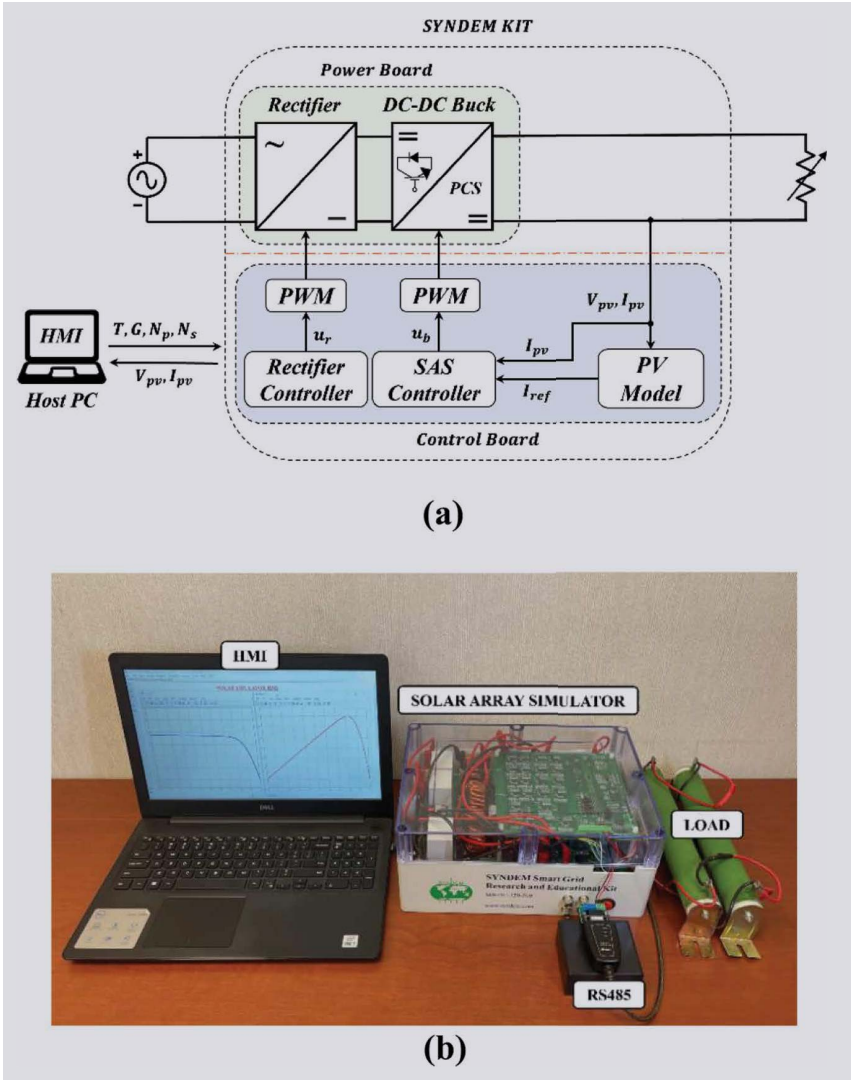 SYNDEM KIT
Power Board
Rectifier
DC-DC Buck
+
~
=
PCS
−
−
=
PWM
PWM
V_pv, I_pv
HMI
T, G, N_p, N_s
u_r
u_b
I_pv
V_pv, I_pv
Rectifier
Controller
SAS
Controller
PV
Model
I_ref
Host PC
Control Board
(a)
HMI
SOLAR ARRAY SIMULATOR
DELL
LOAD
SYNDEM Smart Grid
Research and Educational Kit
RS485
(b)